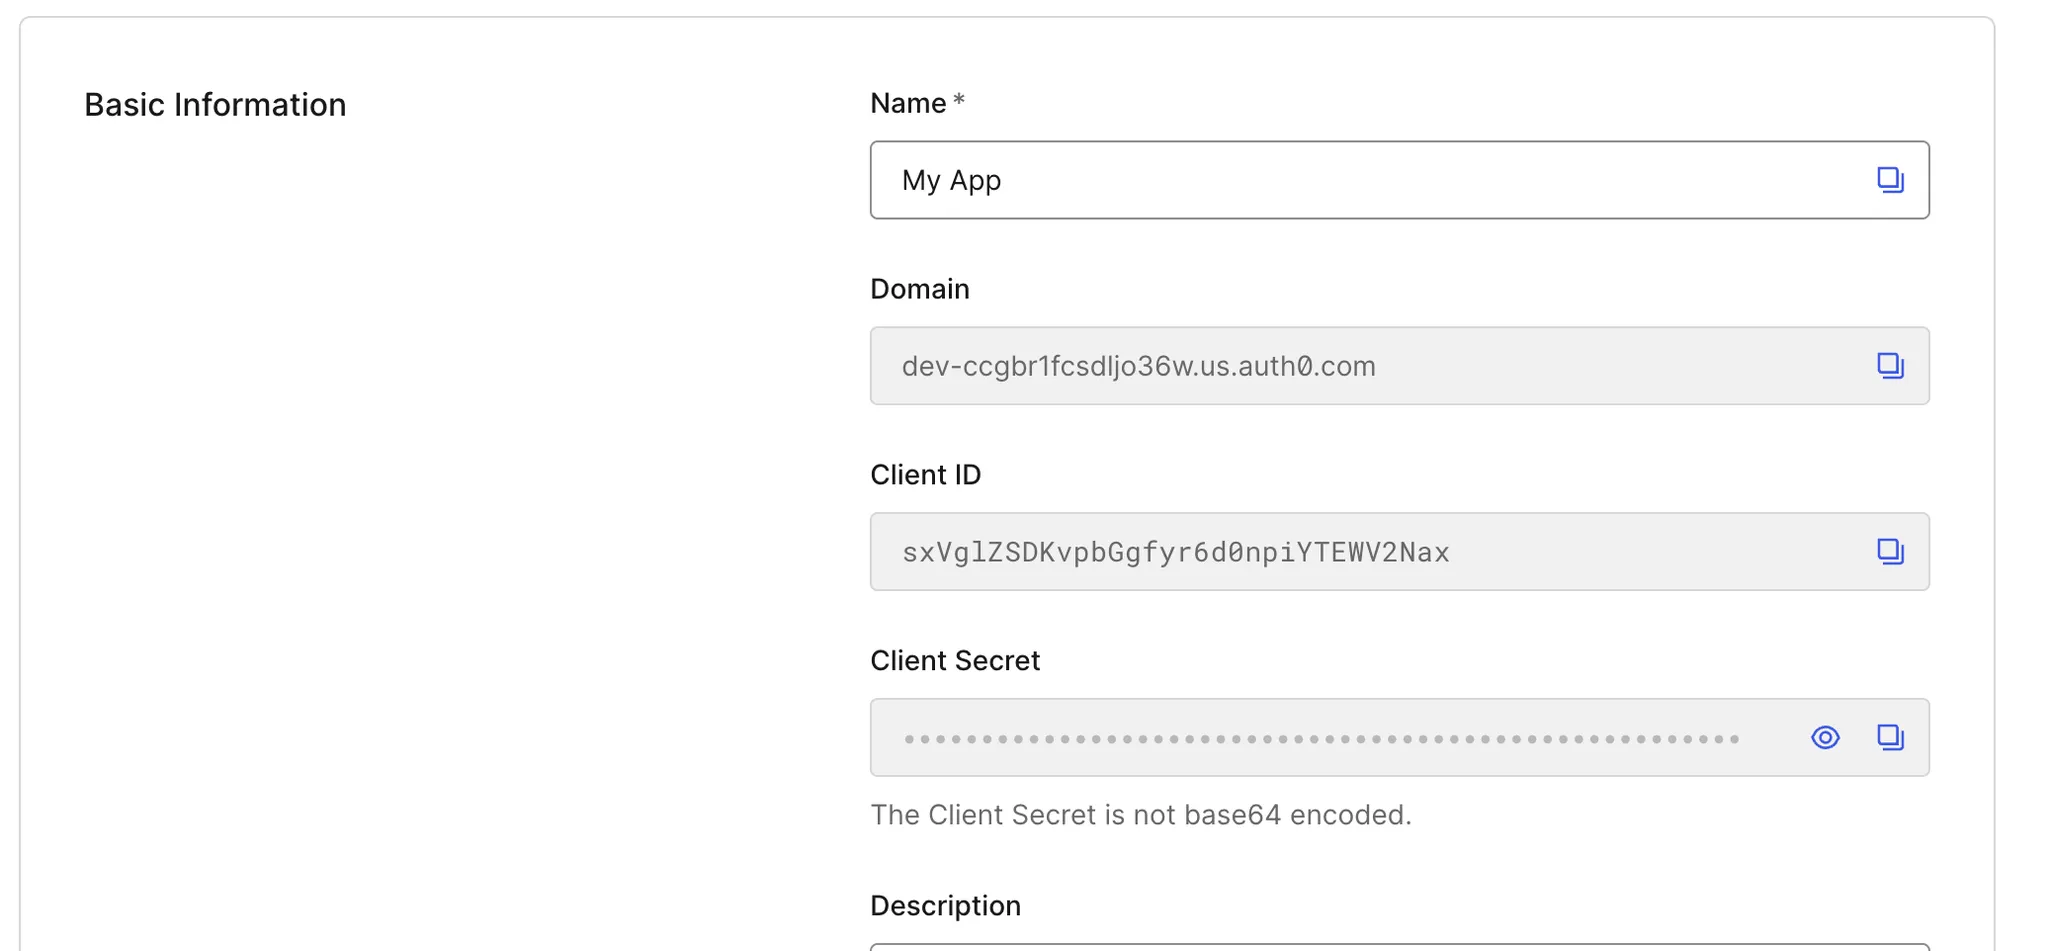 Basic Information
Name *
My App
Domain
dev-ccgbr1fcsdljo36w.us.auth0.com
Client ID
sxVglZSDKvpbGgfyr6d0npiYTEWV2Nax
Client Secret
••••••••••••••••••••••••••••••••••••••••••••••••••••••
The Client Secret is not base64 encoded.
Description